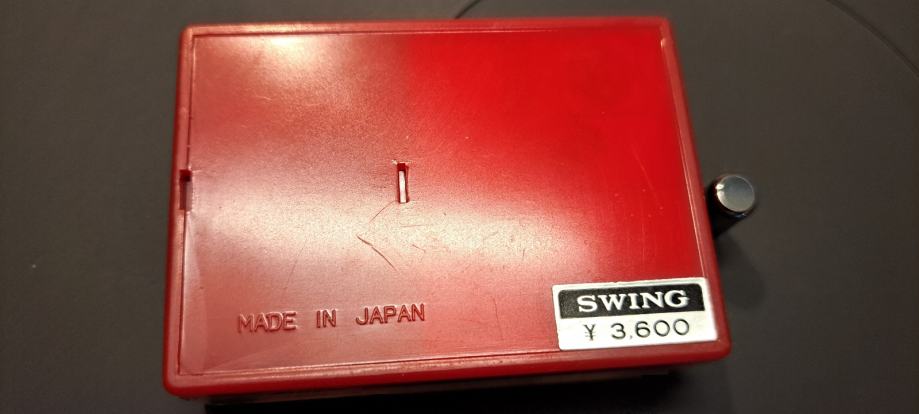 MADE IN JAPAN
SWING
¥ 3,600